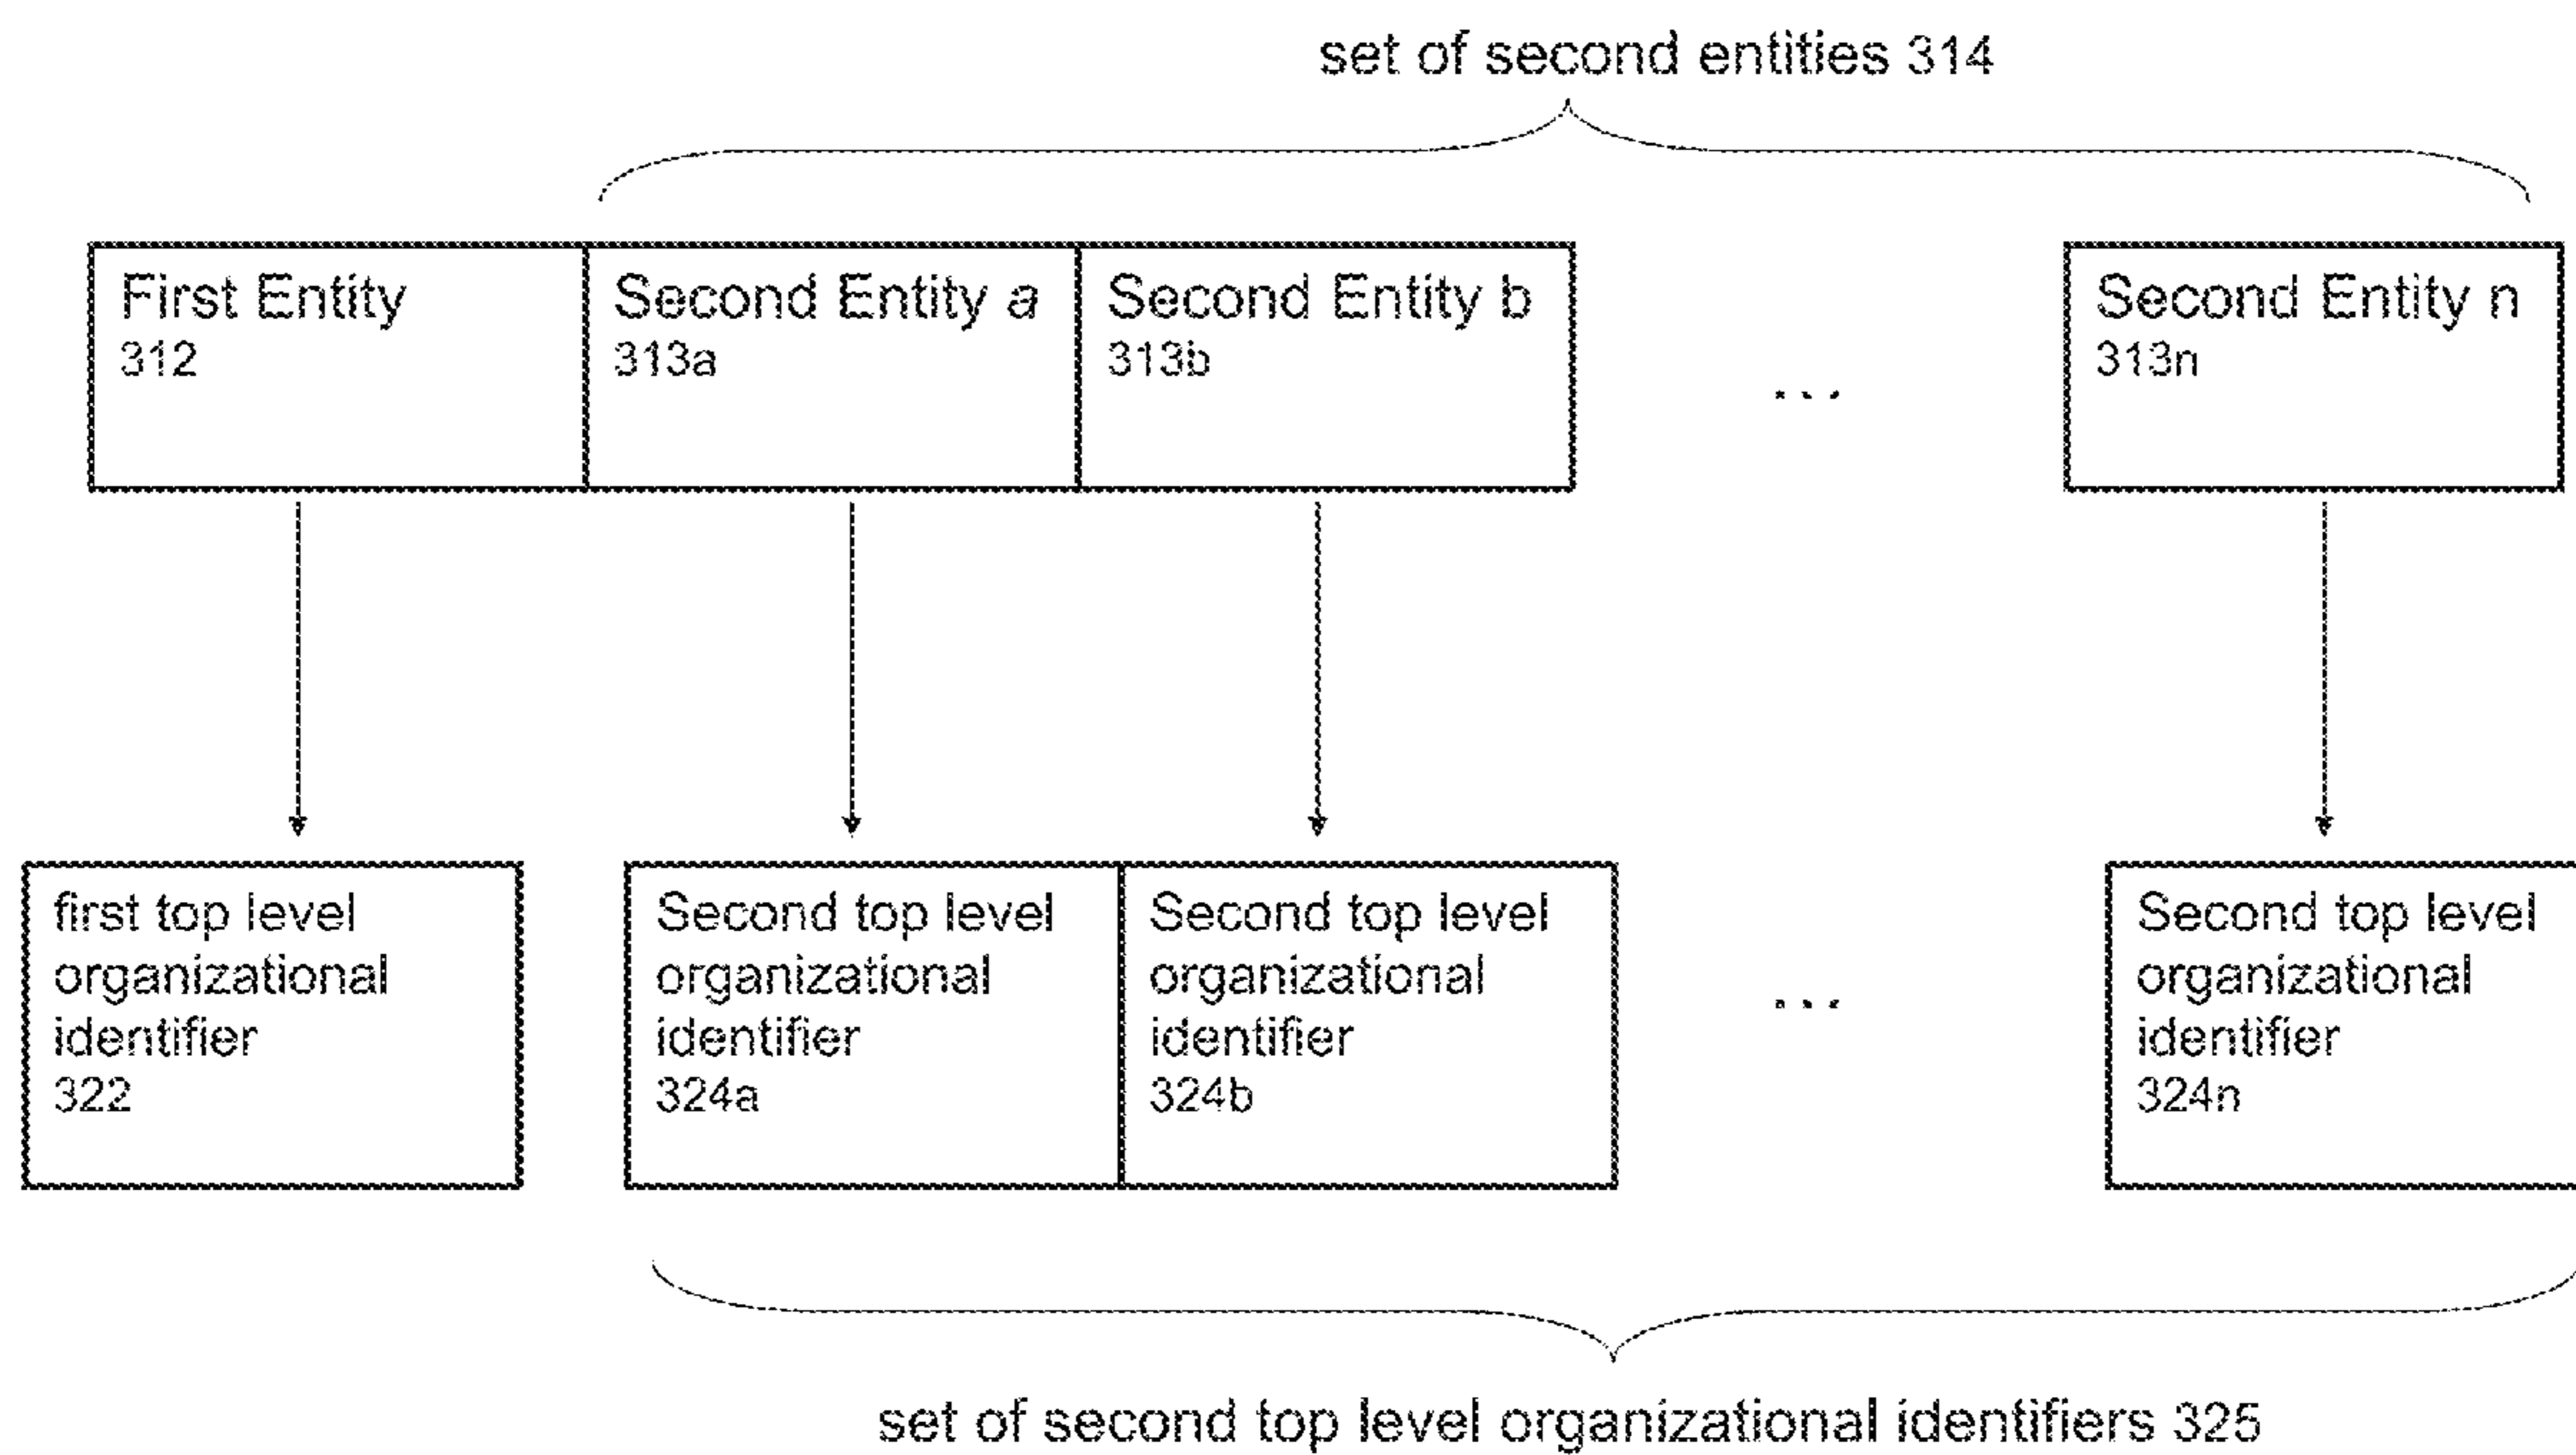 set of second entities 314
First Entity
312
Second Entity a
313a
Second Entity b
313b
...
Second Entity n
313n
first top level
organizational
identifier
322
Second top level
organizational
identifier
324a
Second top level
organizational
identifier
324b
...
Second top level
organizational
identifier
324n
set of second top level organizational identifiers 325